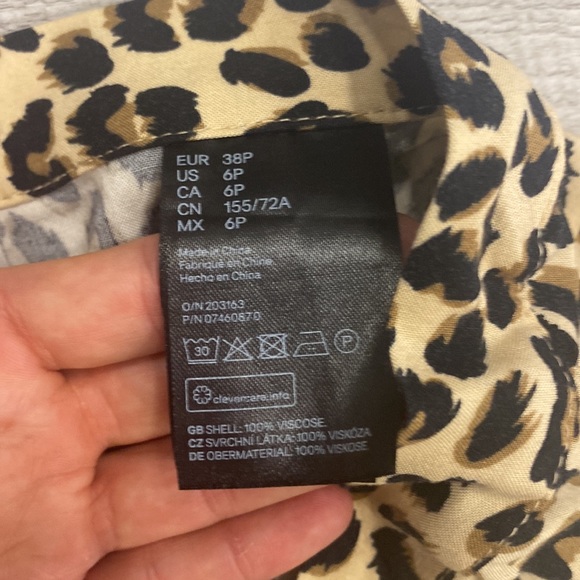 EUR 38P
US 6P
CA 6P
CN 155/72A
MX 6P
Made in China
Fabriqué en Chine
Hecho en China
O/N 203163
P/N 0746087 0
30 P
clevercare.info
GB SHELL: 100% VISCOSE.
CZ SVRCHNÍ LÁTKA: 100% VISKÓZA
DE OBERMATERIAL: 100% VISKOSE.